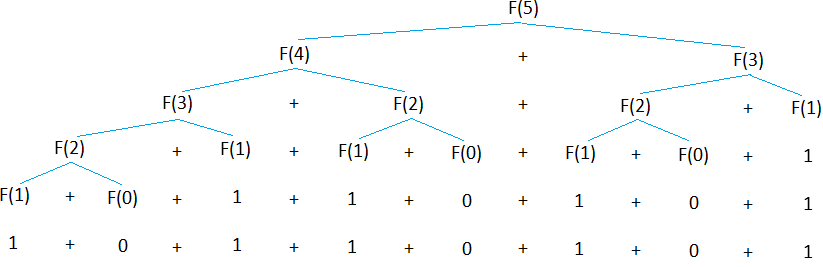 F(5)
F(4) + F(3)
F(3) + F(2) + F(2) + F(1)
F(2) + F(1) + F(1) + F(0) + F(1) + F(0) + 1
F(1) + F(0) + 1 + 1 + 0 + 1 + 0 + 1
1 + 0 + 1 + 1 + 0 + 1 + 0 + 1